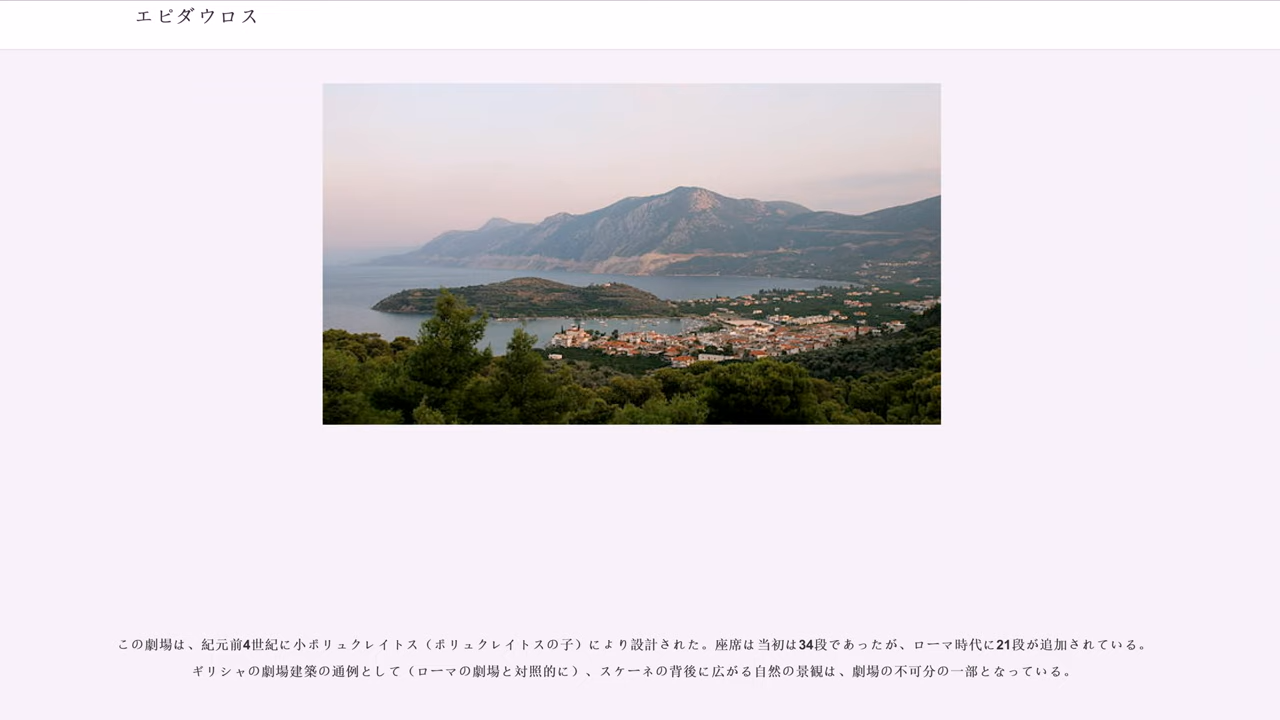 エピダウロス
この劇場は、紀元前4世紀に小ポリュクレイトス（ポリュクレイトスの子）により設計された。座席は当初は34段であったが、ローマ時代に21段が追加されている。
ギリシャの劇場建築の通例として（ローマの劇場と対照的に）、スケーネの背後に広がる自然の景観は、劇場の不可分の一部となっている。